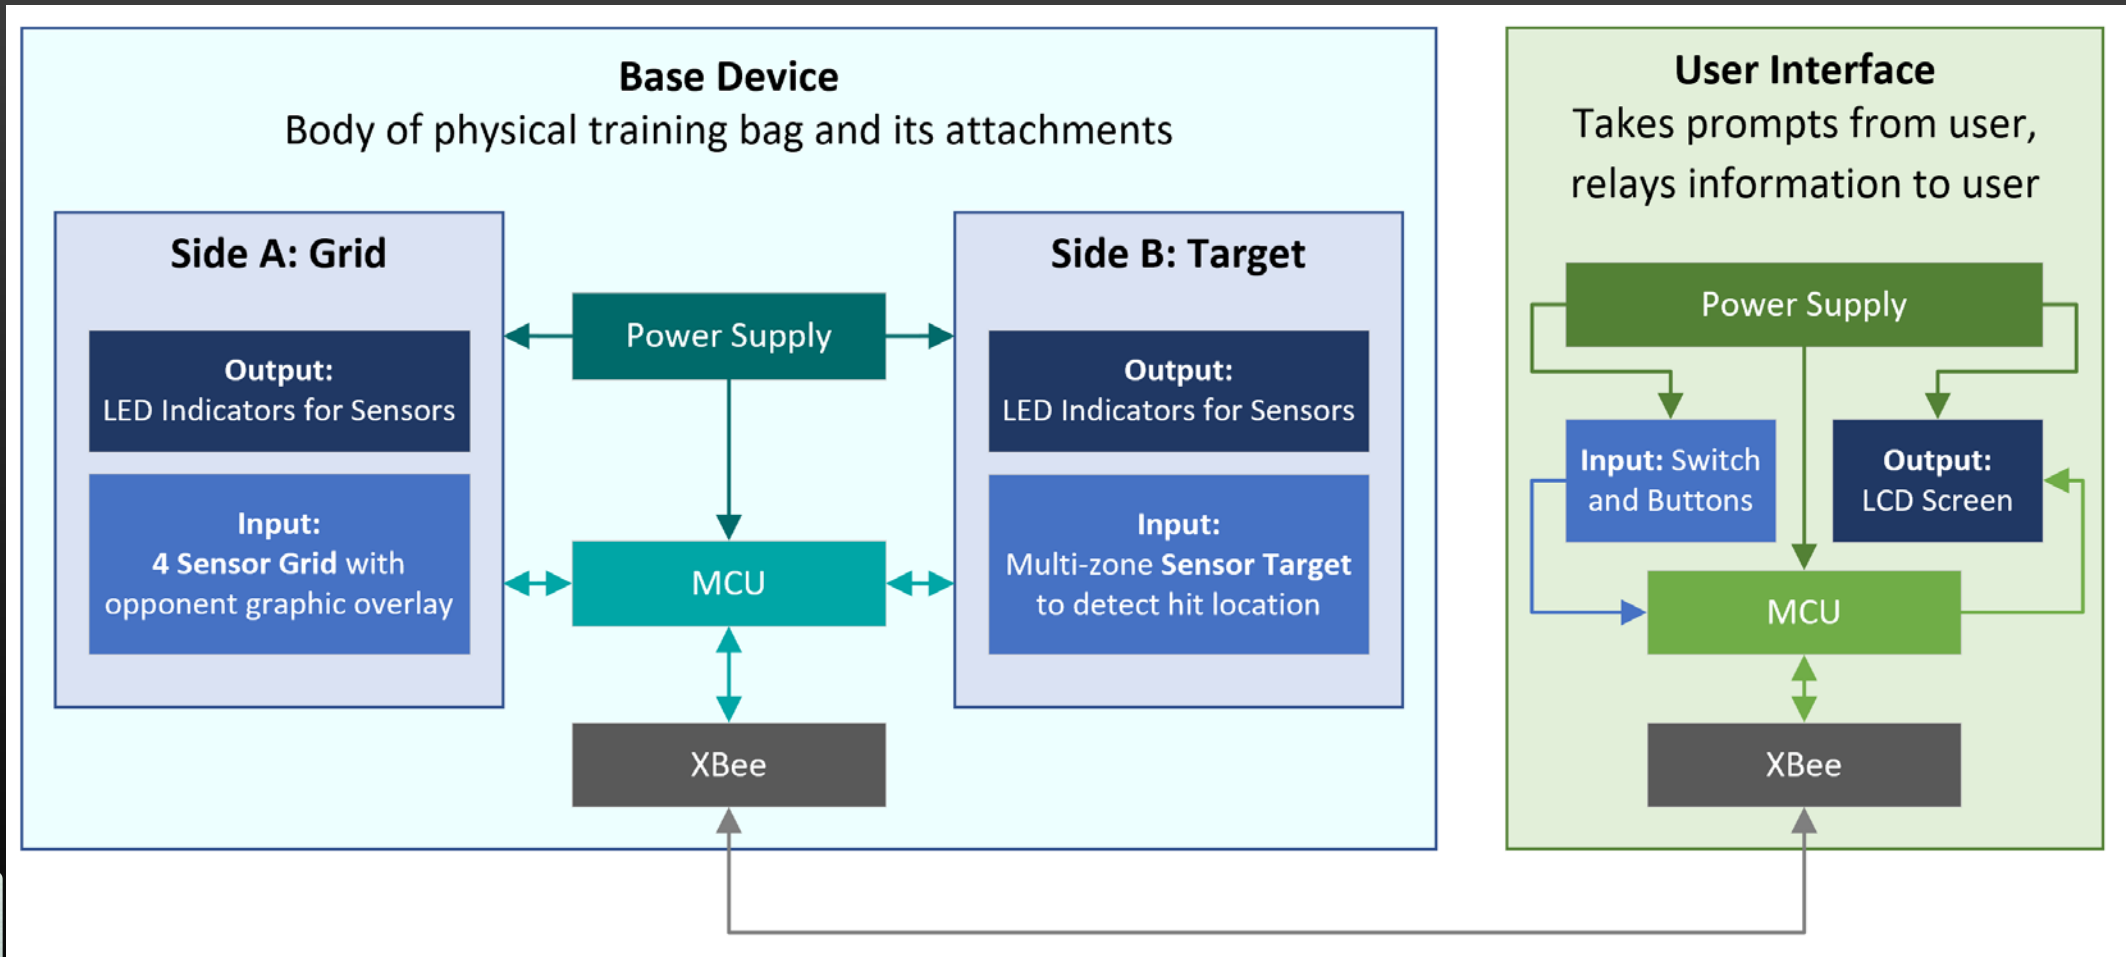 Base Device
Body of physical training bag and its attachments
Side A: Grid
Output:
LED Indicators for Sensors
Input:
4 Sensor Grid with
opponent graphic overlay
Power Supply
MCU
XBee
Side B: Target
Output:
LED Indicators for Sensors
Input:
Multi-zone Sensor Target
to detect hit location
User Interface
Takes prompts from user,
relays information to user
Power Supply
Input: Switch
and Buttons
Output:
LCD Screen
MCU
XBee